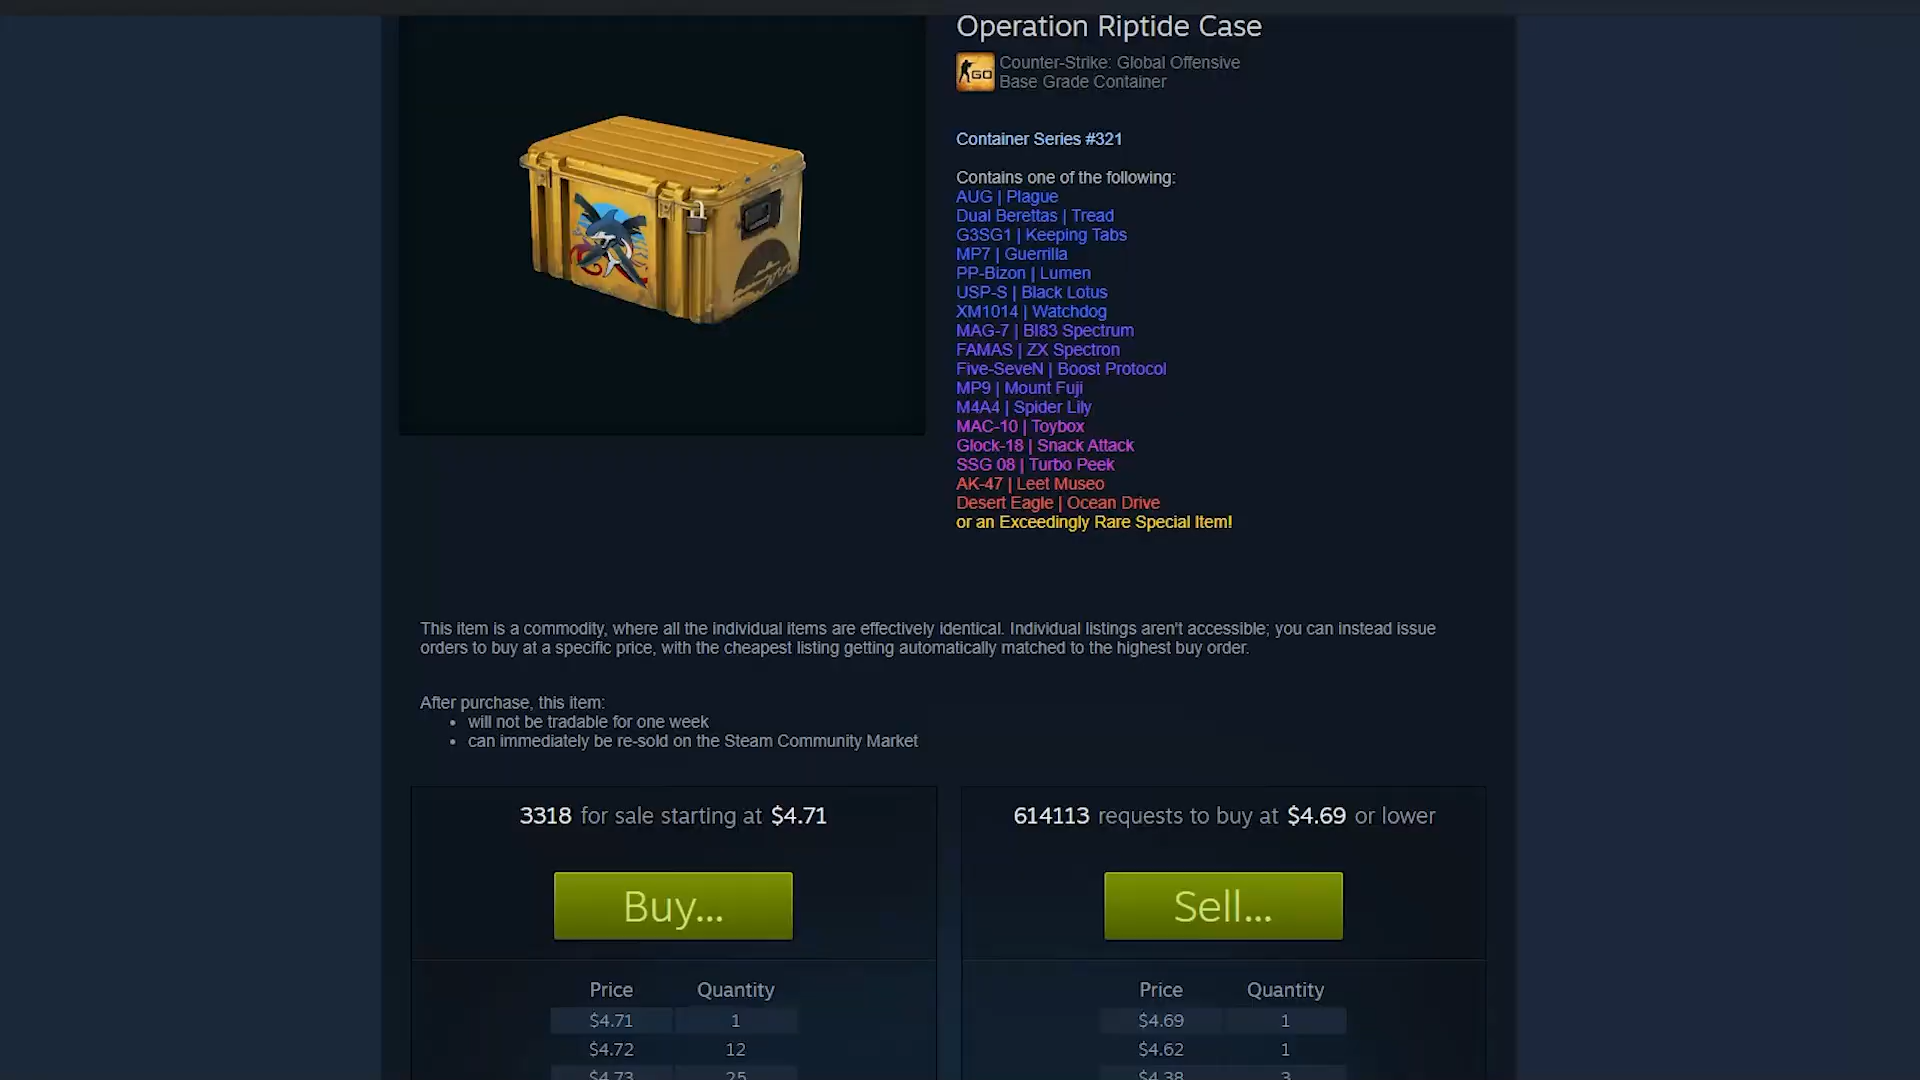 Operation Riptide Case
GO
Counter-Strike: Global Offensive
Base Grade Container
Container Series #321
Contains one of the following:
AUG | Plague
Dual Berettas | Tread
G3SG1 | Keeping Tabs
MP7 | Guerrilla
PP-Bizon | Lumen
USP-S | Black Lotus
XM1014 | Watchdog
MAG-7 | BI83 Spectrum
FAMAS | ZX Spectron
Five-SeveN | Boost Protocol
MP9 | Mount Fuji
M4A4 | Spider Lily
MAC-10 | Toybox
Glock-18 | Snack Attack
SSG 08 | Turbo Peek
AK-47 | Leet Museo
Desert Eagle | Ocean Drive
or an Exceedingly Rare Special Item!
This item is a commodity, where all the individual items are effectively identical. Individual listings aren't accessible; you can instead issue
orders to buy at a specific price, with the cheapest listing getting automatically matched to the highest buy order.
After purchase, this item:
• will not be tradable for one week
• can immediately be re-sold on the Steam Community Market
3318 for sale starting at $4.71
Buy...
Price Quantity
$4.71 1
$4.72 12
$4.73 25
614113 requests to buy at $4.69 or lower
Sell...
Price Quantity
$4.69 1
$4.62 1
$4.38 3